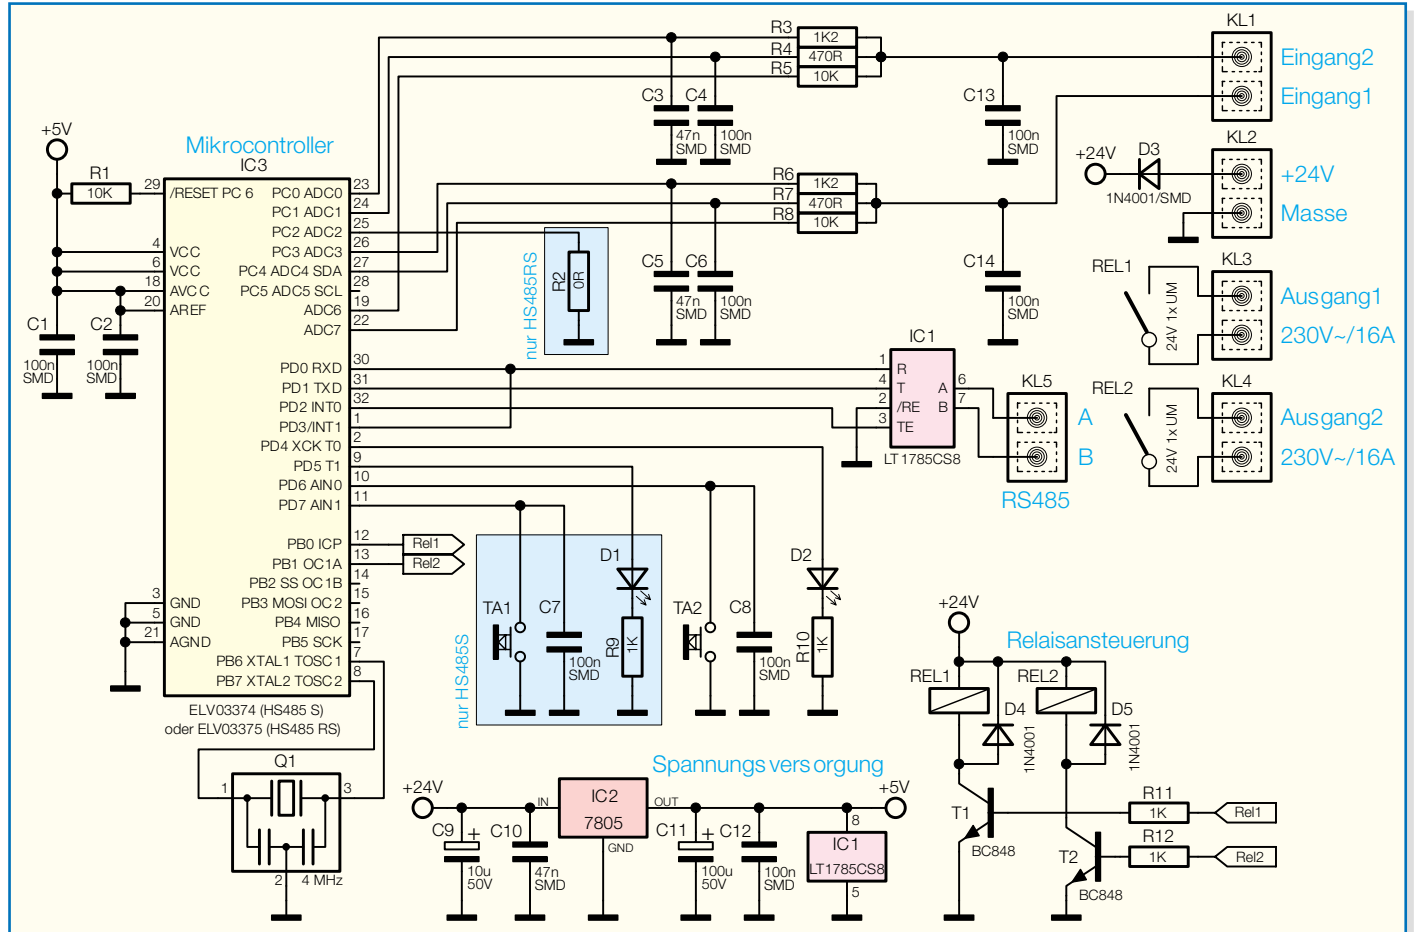 R3
1K2
R4
470R
R5
10K
C3
47n
SMD
C4
100n
SMD
C13
100n
SMD
KL1
Eingang2
Eingang1
+5V
Mikrocontroller
IC3
R1
10K
29
/RESET PC 6
4
VCC
6
VCC
18
AVCC
20
AREF
C1
100n
SMD
C2
100n
SMD
3
GND
5
GND
21
AGND
PC0 ADC0
23
PC1 ADC1
24
PC2 ADC2
25
PC3 ADC3
26
PC4 ADC4 SDA
27
PC5 ADC5 SCL
28
ADC6
19
ADC7
22
PD0 RXD
30
PD1 TXD
31
PD2 INT0
32
PD3/INT1
1
PD4 XCK T0
2
PD5 T1
9
PD6 AIN0
10
PD7 AIN1
11
PB0 ICP
12
Rel1
PB1 OC1A
13
Rel2
PB2 SS OC1B
14
PB3 MOSI OC2
15
PB4 MISO
16
PB5 SCK
17
PB6 XTAL1 TOSC1
7
PB7 XTAL2 TOSC2
8
ELV03374 (HS485 S)
oder ELV03375 (HS485 RS)
R6
1K2
R7
470R
R8
10K
nur HS485RS
R2
0R
C5
47n
SMD
C6
100n
SMD
C14
100n
SMD
+24V
D3
1N4001/SMD
KL2
+24V
Masse
REL1
24V 1x UM
KL3
Ausgang1
230V~/16A
REL2
24V 1x UM
KL4
Ausgang2
230V~/16A
IC1
1
R
4
T
2
/RE
3
TE
A
6
B
7
LT1785CS8
KL5
A
B
RS485
nur HS485S
TA1
C7
100n
SMD
D1
R9
1K
TA2
C8
100n
SMD
D2
R10
1K
Q1
1
3
2
4 MHz
Spannungsversorgung
+24V
C9
+
10u
50V
C10
47n
SMD
IN
IC2
7805
OUT
GND
C11
+
100u
50V
C12
100n
SMD
+5V
8
IC1
LT1785CS8
5
+24V
Relaisansteuerung
REL1
D4
1N4001
REL2
D5
1N4001
T1
BC848
T2
BC848
R11
1K
Rel1
R12
1K
Rel2